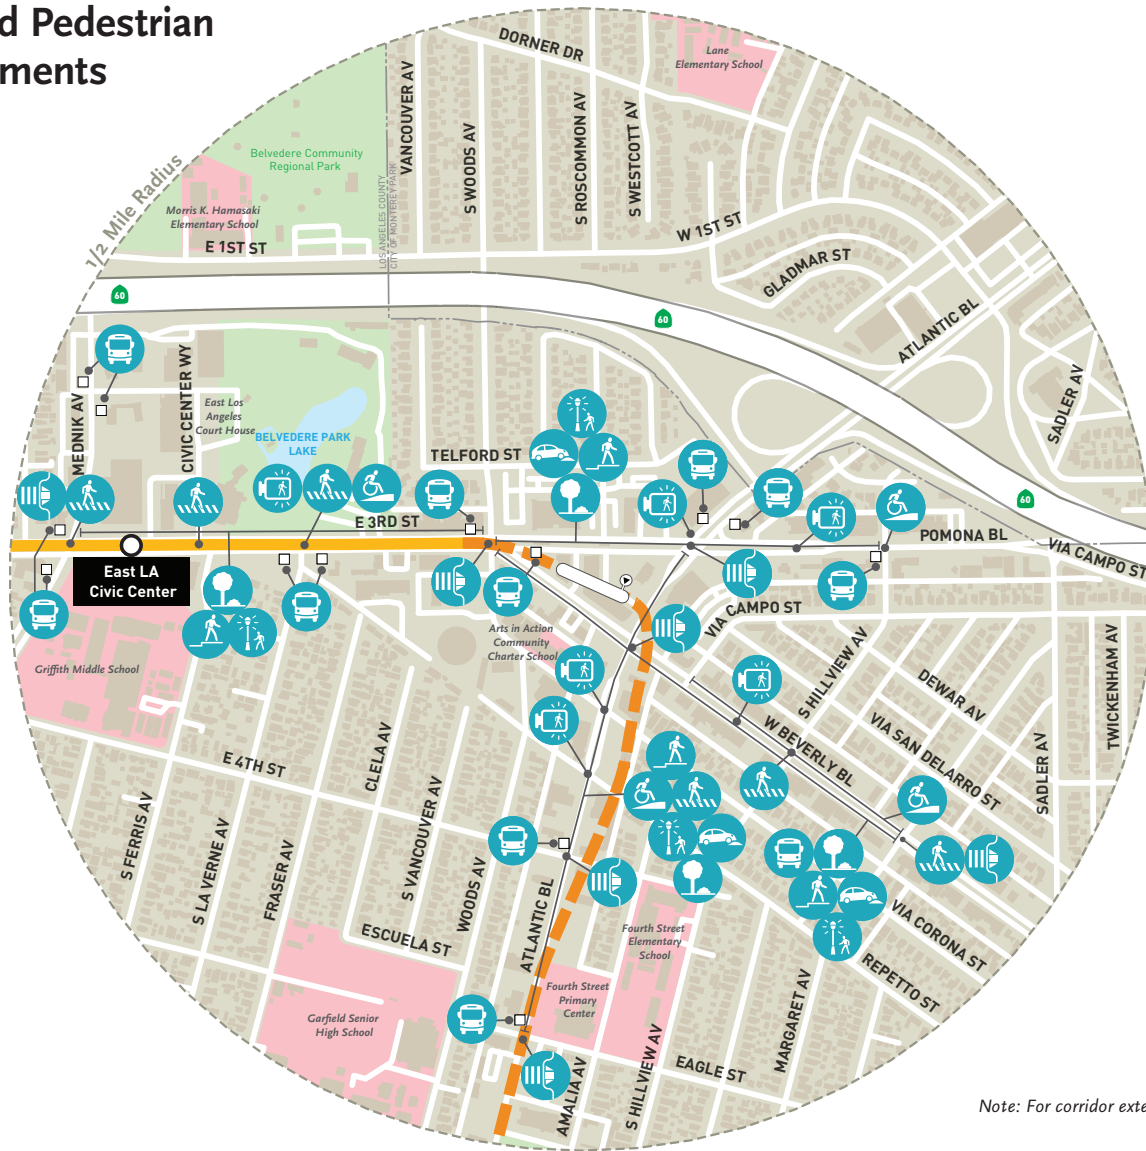 d Pedestrian
ments
1/2 Mile Radius
DORNER DR
Lane
Elementary School
VANCOUVER AV
S WOODS AV
S ROSCOMMON AV
S WESTCOTT AV
Belvedere Community
Regional Park
Morris K. Hamasaki
Elementary School
E 1ST ST
LOS ANGELES COUNTY
CITY OF MONTEREY PARK
W 1ST ST
GLADMAR ST
ATLANTIC BL
60
60
60
SADLER AV
MEDNIK AV
CIVIC CENTER WY
East Los
Angeles
Court House
BELVEDERE PARK
LAKE
TELFORD ST
E 3RD ST
POMONA BL
VIA CAMPO ST
East LA
Civic Center
VIA CAMPO ST
Arts in Action
Community
Charter School
Griffith Middle School
S HILLVIEW AV
DEWAR AV
TWICKENHAM AV
W BEVERLY BL
VIA SAN DELARRO ST
SADLER AV
E 4TH ST
CLELA AV
S FERRIS AV
S LA VERNE AV
FRASER AV
S VANCOUVER AV
WOODS AV
ATLANTIC BL
ESCUELA ST
Fourth Street
Elementary
School
VIA CORONA ST
REPETTO ST
Fourth Street
Primary
Center
Garfield Senior
High School
MARGARET AV
EAGLE ST
S HILLVIEW AV
AMALIA AV
Note: For corridor exte